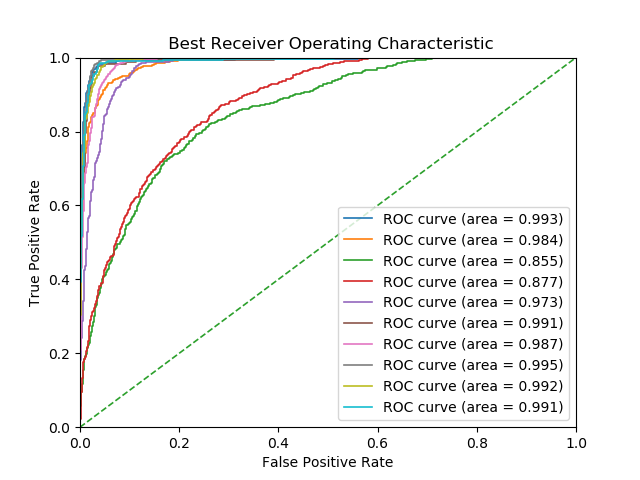 Best Receiver Operating Characteristic
1.0
0.8
0.6
0.4
0.2
0.0
True Positive Rate
ROC curve (area = 0.993)
ROC curve (area = 0.984)
ROC curve (area = 0.855)
ROC curve (area = 0.877)
ROC curve (area = 0.973)
ROC curve (area = 0.991)
ROC curve (area = 0.987)
ROC curve (area = 0.995)
ROC curve (area = 0.992)
ROC curve (area = 0.991)
0.0 0.2 0.4 0.6 0.8 1.0
False Positive Rate